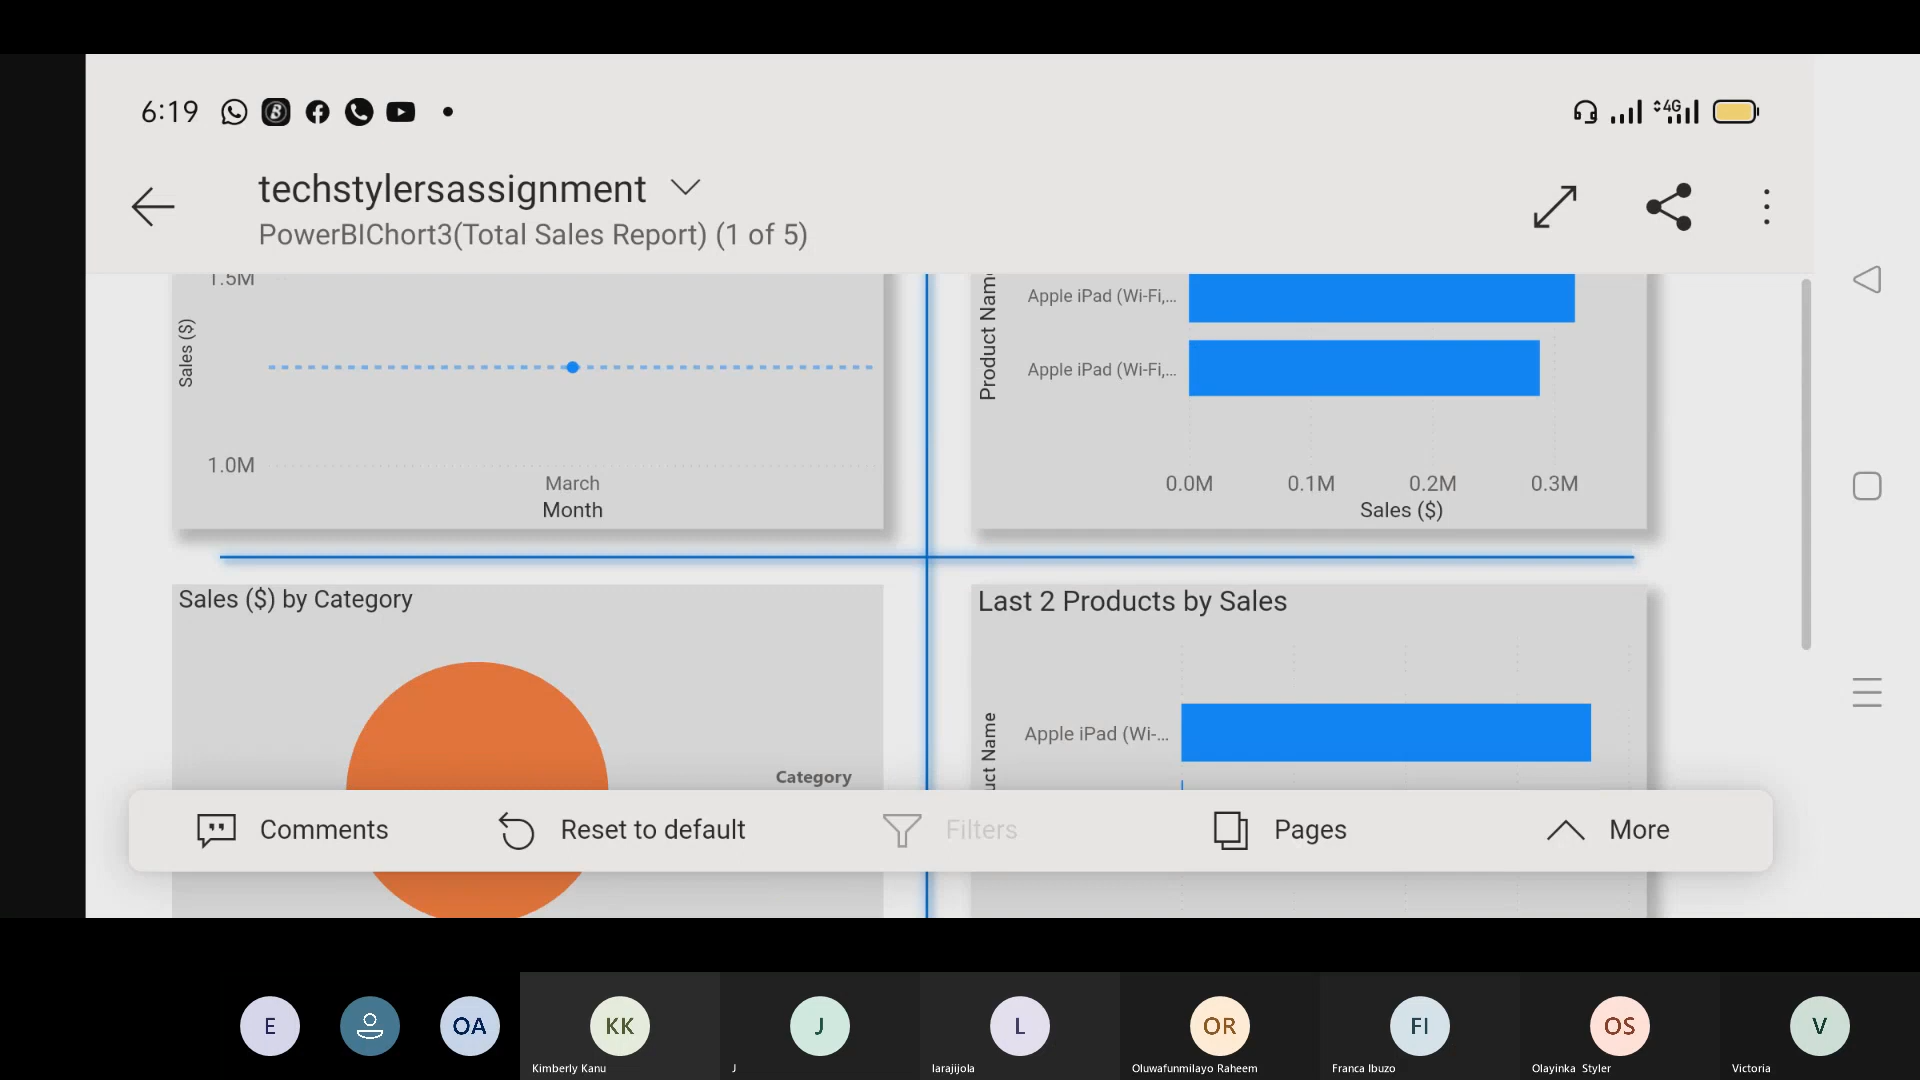 6:19
4G
techstylersassignment
PowerBIChort3(Total Sales Report) (1 of 5)
1.5M
Sales ($)
1.0M
March
Month
Product Nam
Apple iPad (Wi-Fi,...
Apple iPad (Wi-Fi,...
0.0M 0.1M 0.2M 0.3M
Sales ($)
Sales ($) by Category
Category
Last 2 Products by Sales
uct Name
Apple iPad (Wi-...
Comments
Reset to default
Filters
Pages
More
E
OA
KK
J
L
OR
FI
OS
V
Kimberly Kanu
J
larajijola
Oluwafunmilayo Raheem
Franca Ibuzo
Olayinka Styler
Victoria